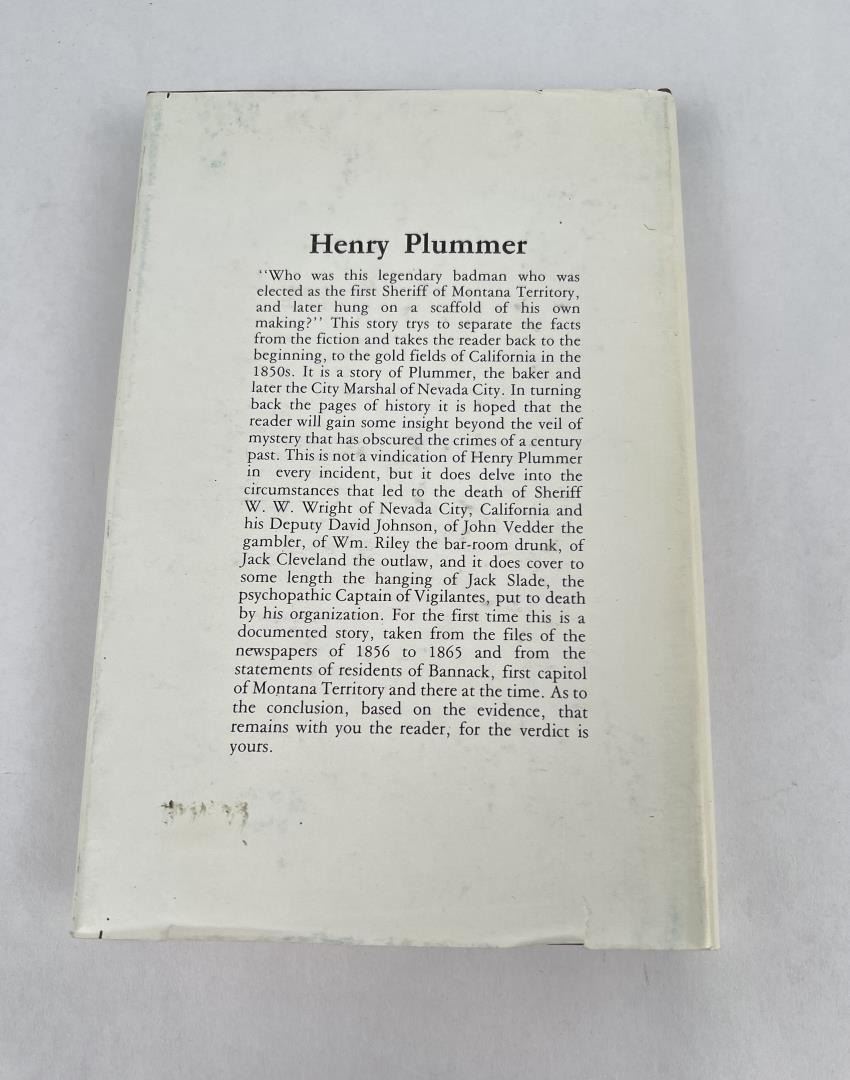 Henry Plummer
‘‘Who was this legendary badman who was
elected as the first Sheriff of Montana Territory,
and later hung on a scaffold of his own
making?’’ This story trys to separate the facts
from the fiction and takes the reader back to the
beginning, to the gold fields of California in the
1850s. It is a story of Plummer, the baker and
later the City Marshal of Nevada City. In turning
back the pages of history it is hoped that the
reader will gain some insight beyond the veil of
mystery that has obscured the crimes of a century
past. This is not a vindication of Henry Plummer
in every incident, but it does delve into the
circumstances that led to the death of Sheriff
W. W. Wright of Nevada City, California and
his Deputy David Johnson, of John Vedder the
gambler, of Wm. Riley the bar-room drunk, of
Jack Cleveland the outlaw, and it does cover to
some length the hanging of Jack Slade, the
psychopathic Captain of Vigilantes, put to death
by his organization. For the first time this is a
documented story, taken from the files of the
newspapers of 1856 to 1865 and from the
statements of residents of Bannack, first capitol
of Montana Territory and there at the time. As to
the conclusion, based on the evidence, that
remains with you the reader, for the verdict is
yours.